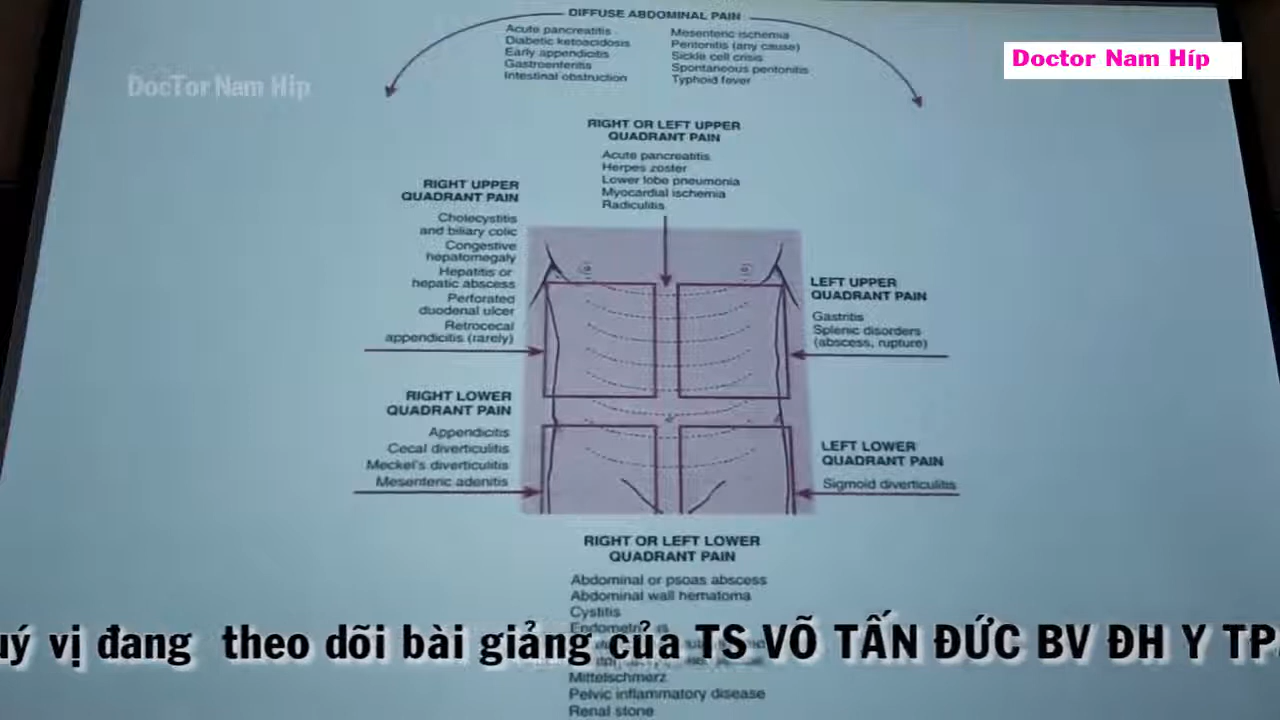 DIFFUSE ABDOMINAL PAIN
Acute pancreatitis
Diabetic ketoacidosis
Early appendicitis
Gastroenteritis
Intestinal obstruction
Mesenteric ischemia
Peritonitis (any cause)
Sickle cell crisis
Spontaneous peritonitis
Typhoid fever
Doctor Nam Híp
DocTor Nam Hip
RIGHT OR LEFT UPPER
QUADRANT PAIN
Acute pancreatitis
Herpes zoster
Lower lobe pneumonia
Myocardial ischemia
Radiculitis
RIGHT UPPER
QUADRANT PAIN
Cholecystitis
and biliary colic
Congestive
hepatomegaly
Hepatitis or
hepatic abscess
Perforated
duodenal ulcer
Retrocecal
appendicitis (rarely)
LEFT UPPER
QUADRANT PAIN
Gastritis
Splenic disorders
(abscess, rupture)
RIGHT LOWER
QUADRANT PAIN
Appendicitis
Cecal diverticulitis
Meckel's diverticulitis
Mesenteric adenitis
LEFT LOWER
QUADRANT PAIN
Sigmoid diverticulitis
RIGHT OR LEFT LOWER
QUADRANT PAIN
Abdominal or psoas abscess
Abdominal wall hematoma
Cystitis
vị đang theo dõi bài giảng của TS VÕ TẤN ĐỨC BV ĐH Y
Mittelschmerz
Pelvic inflammatory disease
Renal stone